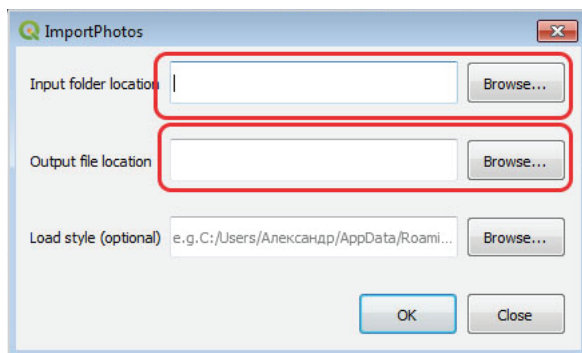 ImportPhotos
Input folder location Browse...
Output file location Browse...
Load style (optional) e.g.C:/Users/Александр/AppData/Roami... Browse...
OK Close